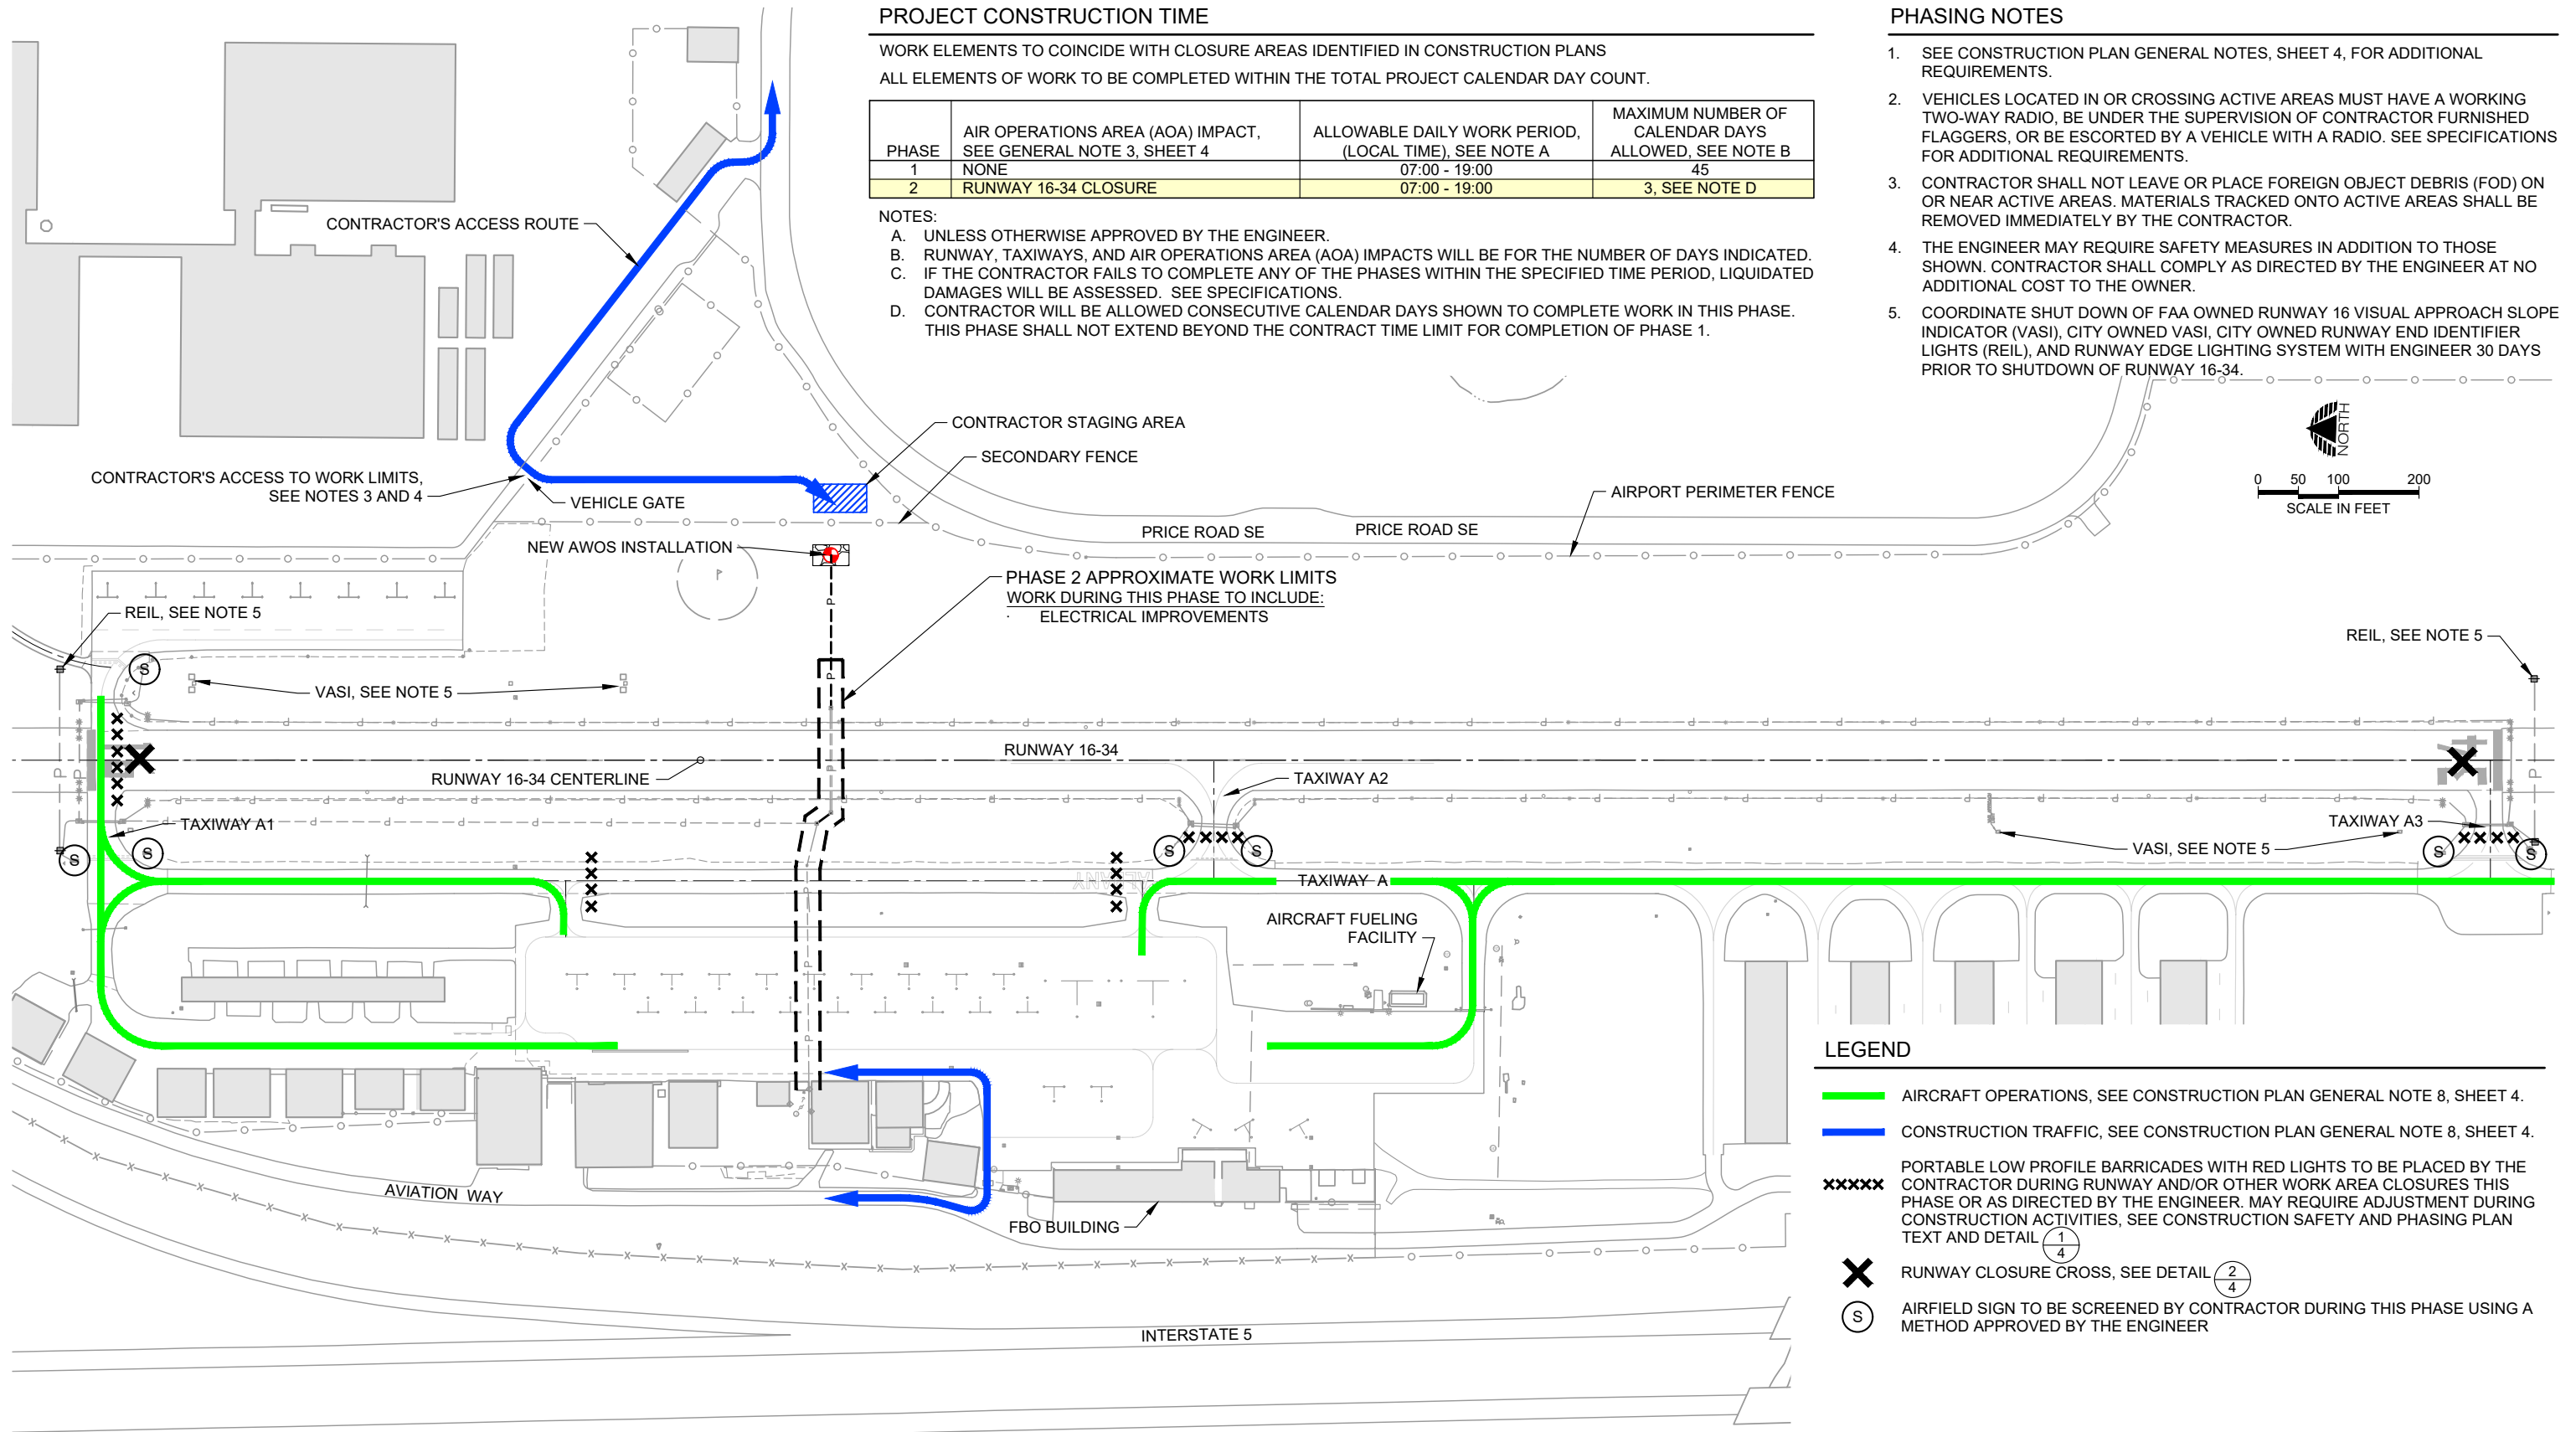 PROJECT CONSTRUCTION TIME
WORK ELEMENTS TO COINCIDE WITH CLOSURE AREAS IDENTIFIED IN CONSTRUCTION PLANS
ALL ELEMENTS OF WORK TO BE COMPLETED WITHIN THE TOTAL PROJECT CALENDAR DAY COUNT.
PHASE
AIR OPERATIONS AREA (AOA) IMPACT,
SEE GENERAL NOTE 3, SHEET 4
ALLOWABLE DAILY WORK PERIOD,
(LOCAL TIME), SEE NOTE A
MAXIMUM NUMBER OF
CALENDAR DAYS
ALLOWED, SEE NOTE B
1 NONE 07:00 - 19:00 45
2 RUNWAY 16-34 CLOSURE 07:00 - 19:00 3, SEE NOTE D
NOTES:
A. UNLESS OTHERWISE APPROVED BY THE ENGINEER.
B. RUNWAY, TAXIWAYS, AND AIR OPERATIONS AREA (AOA) IMPACTS WILL BE FOR THE NUMBER OF DAYS INDICATED.
C. IF THE CONTRACTOR FAILS TO COMPLETE ANY OF THE PHASES WITHIN THE SPECIFIED TIME PERIOD, LIQUIDATED
DAMAGES WILL BE ASSESSED. SEE SPECIFICATIONS.
D. CONTRACTOR WILL BE ALLOWED CONSECUTIVE CALENDAR DAYS SHOWN TO COMPLETE WORK IN THIS PHASE.
THIS PHASE SHALL NOT EXTEND BEYOND THE CONTRACT TIME LIMIT FOR COMPLETION OF PHASE 1.
PHASING NOTES
1. SEE CONSTRUCTION PLAN GENERAL NOTES, SHEET 4, FOR ADDITIONAL
REQUIREMENTS.
2. VEHICLES LOCATED IN OR CROSSING ACTIVE AREAS MUST HAVE A WORKING
TWO-WAY RADIO, BE UNDER THE SUPERVISION OF CONTRACTOR FURNISHED
FLAGGERS, OR BE ESCORTED BY A VEHICLE WITH A RADIO. SEE SPECIFICATIONS
FOR ADDITIONAL REQUIREMENTS.
3. CONTRACTOR SHALL NOT LEAVE OR PLACE FOREIGN OBJECT DEBRIS (FOD) ON
OR NEAR ACTIVE AREAS. MATERIALS TRACKED ONTO ACTIVE AREAS SHALL BE
REMOVED IMMEDIATELY BY THE CONTRACTOR.
4. THE ENGINEER MAY REQUIRE SAFETY MEASURES IN ADDITION TO THOSE
SHOWN. CONTRACTOR SHALL COMPLY AS DIRECTED BY THE ENGINEER AT NO
ADDITIONAL COST TO THE OWNER.
5. COORDINATE SHUT DOWN OF FAA OWNED RUNWAY 16 VISUAL APPROACH SLOPE
INDICATOR (VASI), CITY OWNED VASI, CITY OWNED RUNWAY END IDENTIFIER
LIGHTS (REIL), AND RUNWAY EDGE LIGHTING SYSTEM WITH ENGINEER 30 DAYS
PRIOR TO SHUTDOWN OF RUNWAY 16-34.
NORTH
0 50 100 200
SCALE IN FEET
CONTRACTOR'S ACCESS ROUTE
CONTRACTOR STAGING AREA
SECONDARY FENCE
CONTRACTOR'S ACCESS TO WORK LIMITS,
SEE NOTES 3 AND 4
VEHICLE GATE
AIRPORT PERIMETER FENCE
PRICE ROAD SE
PRICE ROAD SE
NEW AWOS INSTALLATION
PHASE 2 APPROXIMATE WORK LIMITS
WORK DURING THIS PHASE TO INCLUDE:
· ELECTRICAL IMPROVEMENTS
REIL, SEE NOTE 5
REIL, SEE NOTE 5
VASI, SEE NOTE 5
RUNWAY 16-34
RUNWAY 16-34 CENTERLINE
TAXIWAY A2
TAXIWAY A1
TAXIWAY A3
VASI, SEE NOTE 5
ALBANY
TAXIWAY A
AIRCRAFT FUELING
FACILITY
AVIATION WAY
FBO BUILDING
INTERSTATE 5
LEGEND
AIRCRAFT OPERATIONS, SEE CONSTRUCTION PLAN GENERAL NOTE 8, SHEET 4.
CONSTRUCTION TRAFFIC, SEE CONSTRUCTION PLAN GENERAL NOTE 8, SHEET 4.
PORTABLE LOW PROFILE BARRICADES WITH RED LIGHTS TO BE PLACED BY THE
CONTRACTOR DURING RUNWAY AND/OR OTHER WORK AREA CLOSURES THIS
PHASE OR AS DIRECTED BY THE ENGINEER. MAY REQUIRE ADJUSTMENT DURING
CONSTRUCTION ACTIVITIES, SEE CONSTRUCTION SAFETY AND PHASING PLAN
TEXT AND DETAIL 1/4
RUNWAY CLOSURE CROSS, SEE DETAIL 2/4
S AIRFIELD SIGN TO BE SCREENED BY CONTRACTOR DURING THIS PHASE USING A
METHOD APPROVED BY THE ENGINEER